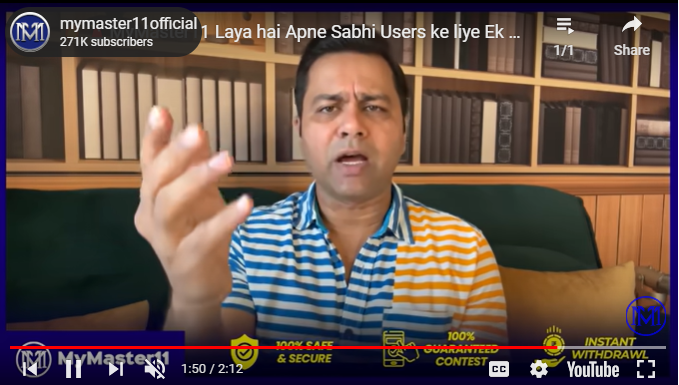 mymaster11official
271K subscribers
1 Laya hai Apne Sabhi Users ke liye Ek ...
1/1
Share
MyMaster11
100% SAFE
& SECURE
100%
GUARANTEED
CONTEST
INSTANT
WITHDRAWL
1:50 / 2:12
CC
YouTube